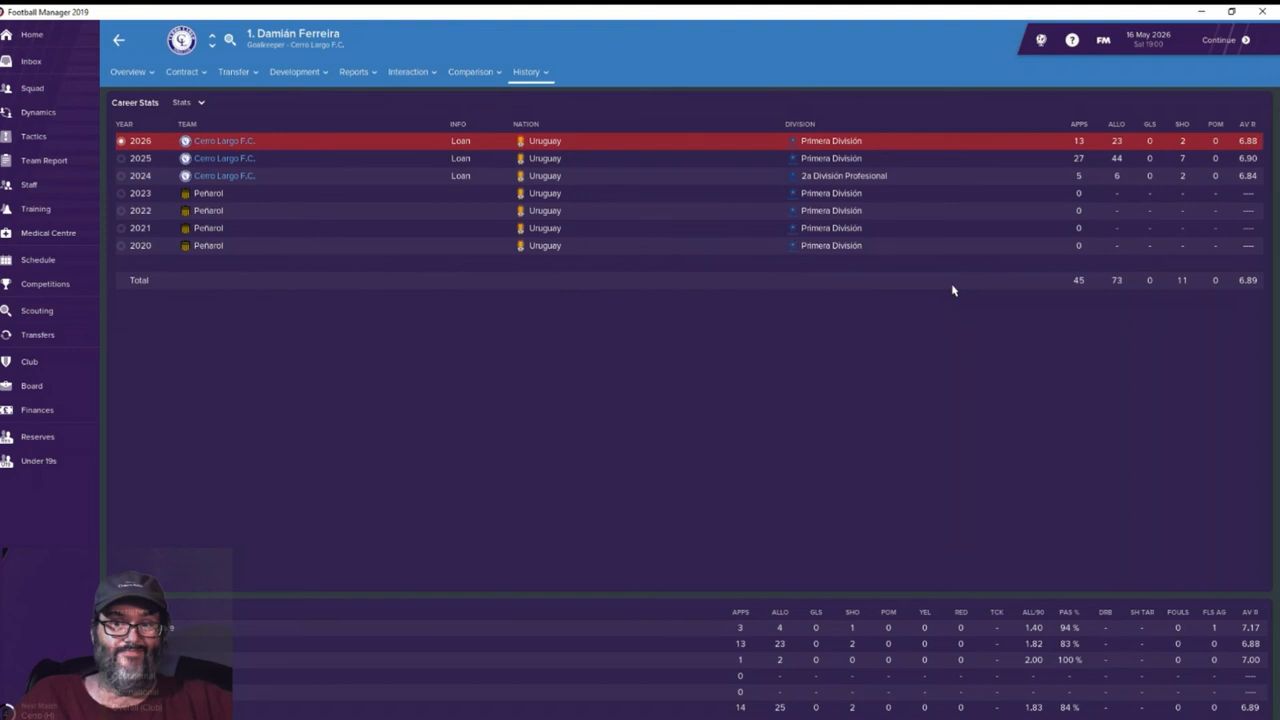 Football Manager 2019
Home
Inbox
Squad
Dynamics
Tactics
Team Report
Staff
Training
Medical Centre
Schedule
Competitions
Scouting
Transfers
Club
Board
Finances
Reserves
Under 19s
1. Damián Ferreira
Goalkeeper - Cerro Largo F.C.
FM
16 May 2026
Sat 19:00
Continue
Overview Contract Transfer Development Reports Interaction Comparison History
Career Stats Stats
YEAR TEAM INFO NATION DIVISION APPS ALLO GLS SHO POM AV R
2026 Cerro Largo F.C. Loan Uruguay Primera División 13 23 0 2 0 6.88
2025 Cerro Largo F.C. Loan Uruguay Primera División 27 44 0 7 0 6.90
2024 Cerro Largo F.C. Loan Uruguay 2a División Profesional 5 6 0 2 0 6.84
2023 Peñarol Uruguay Primera División 0 - - - - ----
2022 Peñarol Uruguay Primera División 0 - - - - ----
2021 Peñarol Uruguay Primera División 0 - - - - ----
2020 Peñarol Uruguay Primera División 0 - - - - ----
Total 45 73 0 11 0 6.89
APPS ALLO GLS SHO POM YEL RED TCK ALL/90 PAS % DRB SH TAR FOULS FLS AG AV R
3 4 0 1 0 0 0 - 1.40 94 % - - 0 1 7.17
13 23 0 2 0 0 0 - 1.82 83 % - - 0 0 6.88
1 2 0 0 0 0 0 - 2.00 100 % - - 0 0 7.00
0 - - - - - - - - - - - - - ----
0 - - - - - - - - - - - - - ----
Overall (Club) 14 25 0 2 0 0 0 - 1.83 84 % - - 0 0 6.89
Next Match
Cerro (H)